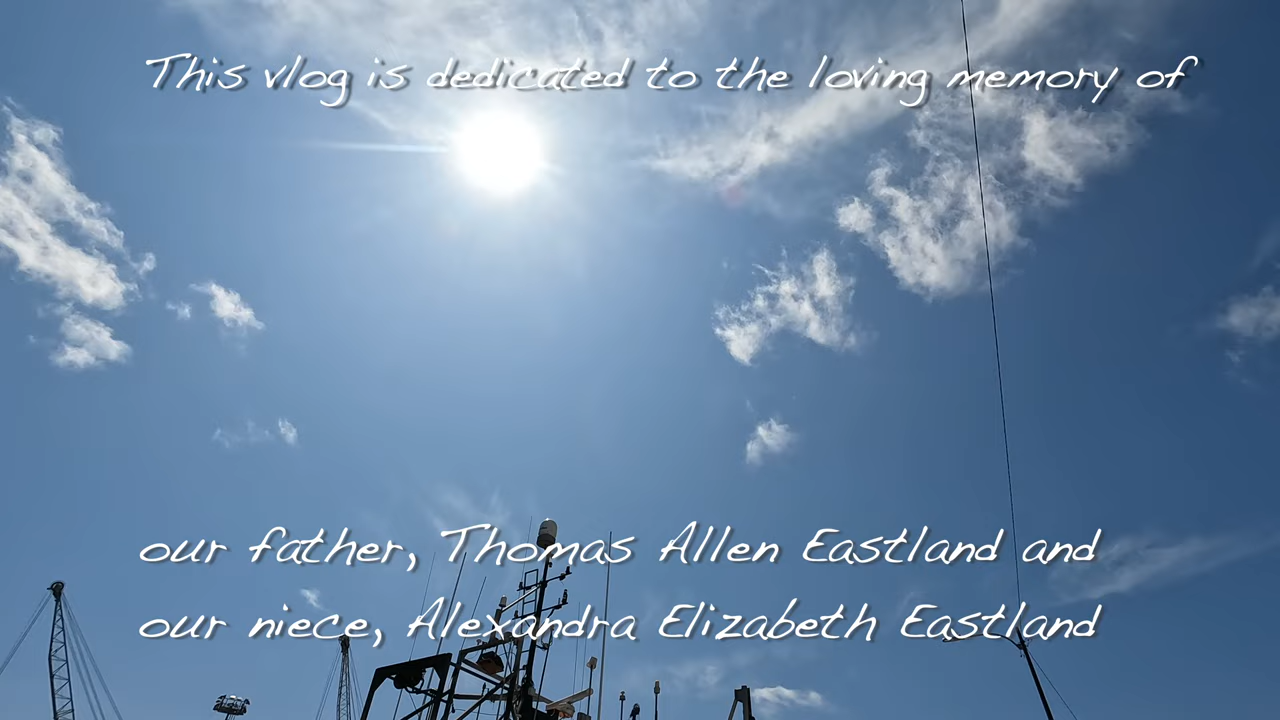 This vlog is dedicated to the loving memory of
our father, Thomas Allen Eastland and
our niece, Alexandra Elizabeth Eastland